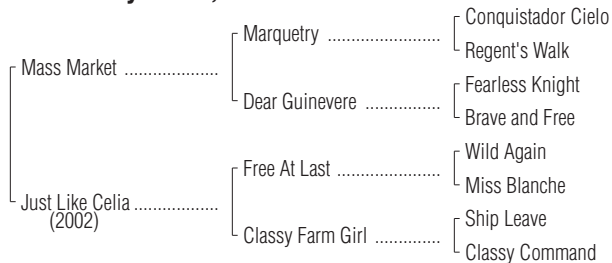 Conquistador Cielo
Marquetry ....................
Regent's Walk
Mass Market ...................
Fearless Knight
Dear Guinevere .............
Brave and Free
Wild Again
Free At Last ..................
Miss Blanche
Just Like Celia .................
(2002)
Ship Leave
Classy Farm Girl ............
Classy Command